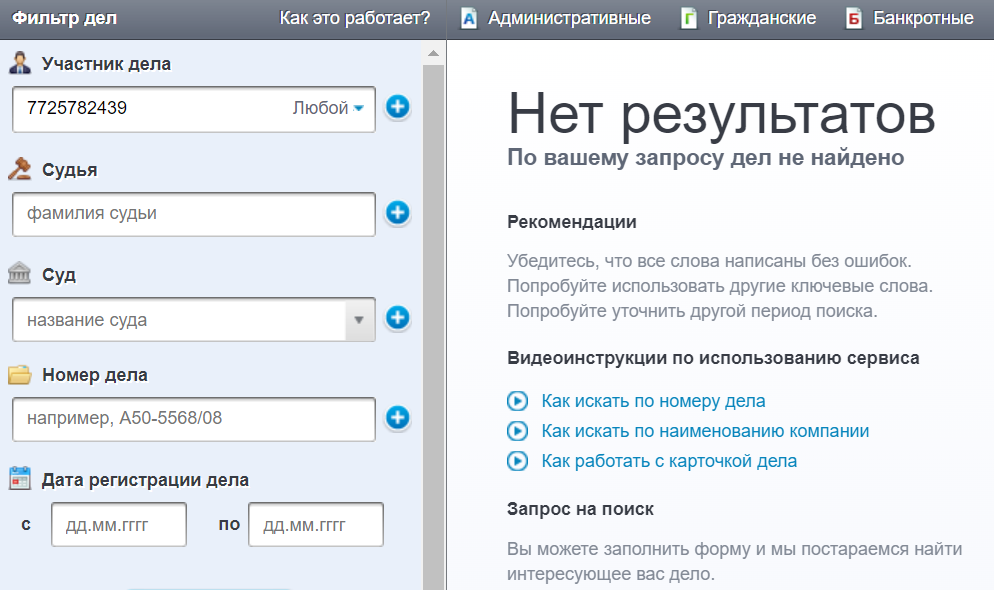 Фильтр дел
Как это работает?
А Административные
Г Гражданские
Б Банкротные
Участник дела
7725782439
Любой
Судья
фамилия судьи
Суд
название суда
Номер дела
например, А50-5568/08
Дата регистрации дела
с дд.мм.гггг по дд.мм.гггг
Нет результатов
По вашему запросу дел не найдено
Рекомендации
Убедитесь, что все слова написаны без ошибок.
Попробуйте использовать другие ключевые слова.
Попробуйте уточнить другой период поиска.
Видеоинструкции по использованию сервиса
Как искать по номеру дела
Как искать по наименованию компании
Как работать с карточкой дела
Запрос на поиск
Вы можете заполнить форму и мы постараемся найти
интересующее вас дело.